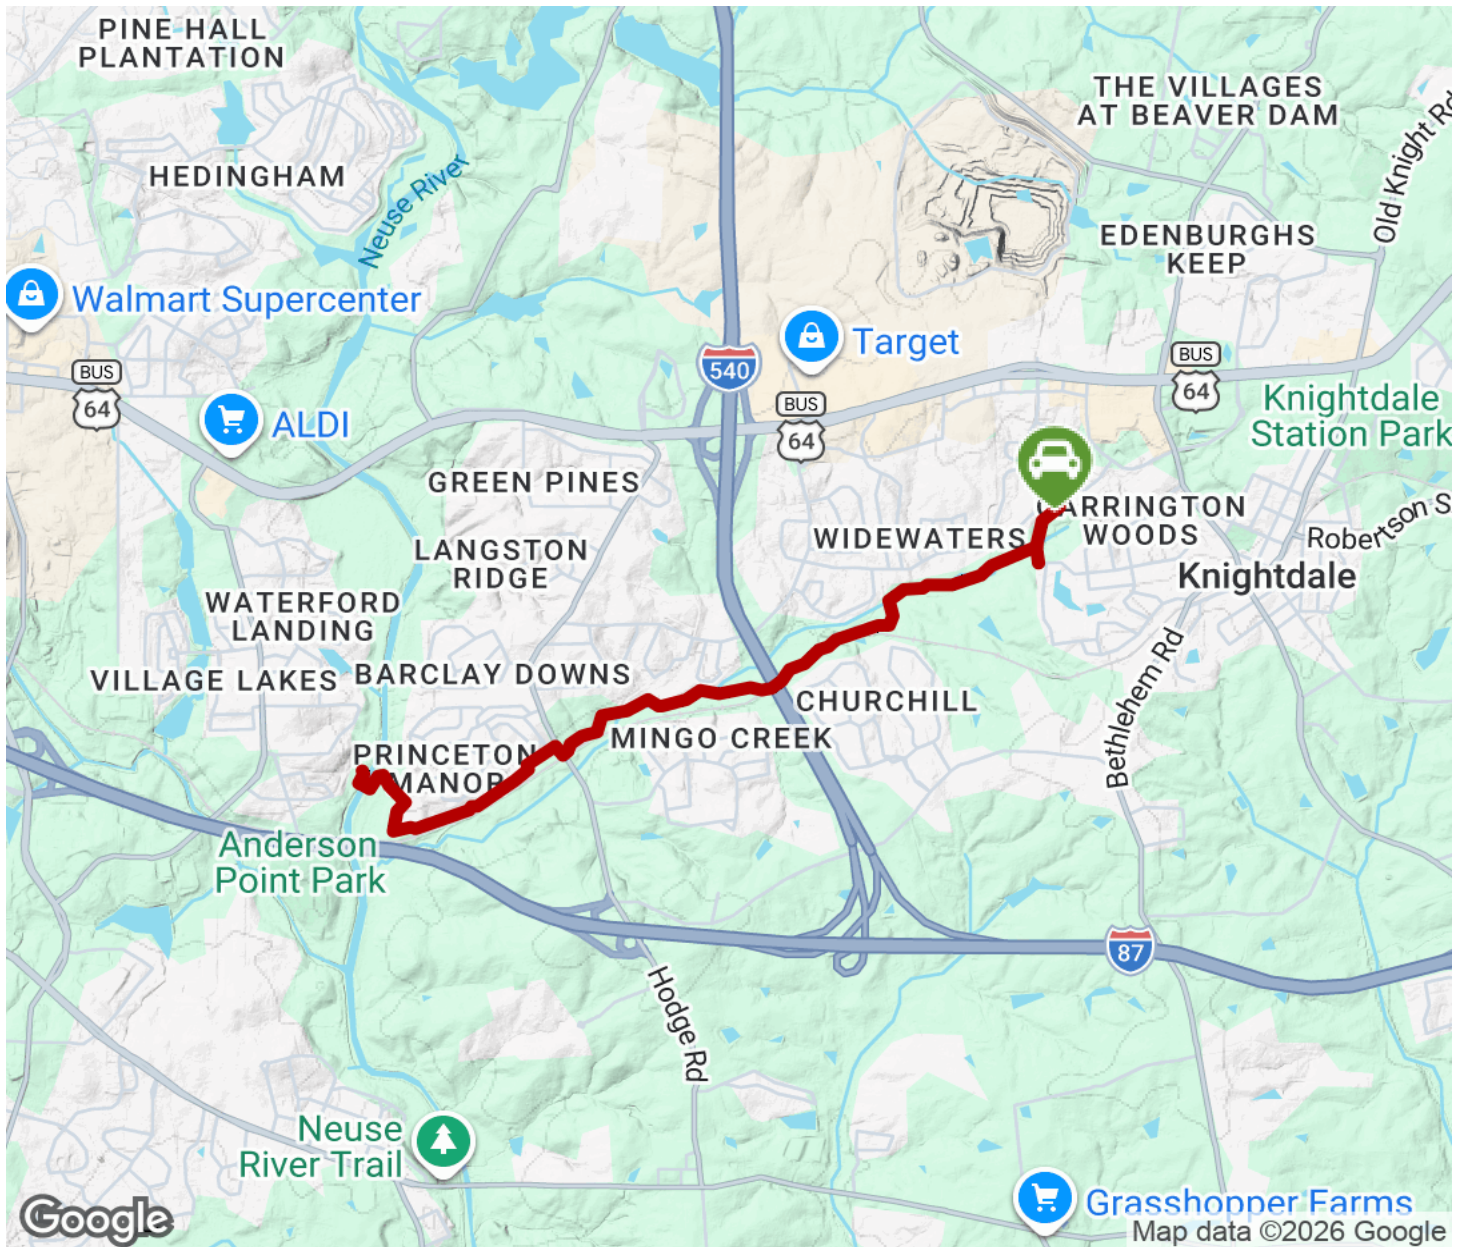 PINE HALL
PLANTATION
THE VILLAGES
AT BEAVER DAM
Old Knight Rd
HEDINGHAM
Neuse River
EDENBURGHS
KEEP
Walmart Supercenter
Target
540
BUS
64
BUS
64
BUS
64
ALDI
Knightdale
Station Park
GREEN PINES
CARRINGTON
WOODS
Robertson S
WIDEWATERS
LANGSTON
RIDGE
Knightdale
WATERFORD
LANDING
VILLAGE LAKES
BARCLAY DOWNS
Bethlehem Rd
CHURCHILL
MINGO CREEK
PRINCETON
MANOR
Anderson
Point Park
87
Hodge Rd
Neuse
River Trail
Grasshopper Farms
Google
Map data ©2026 Google